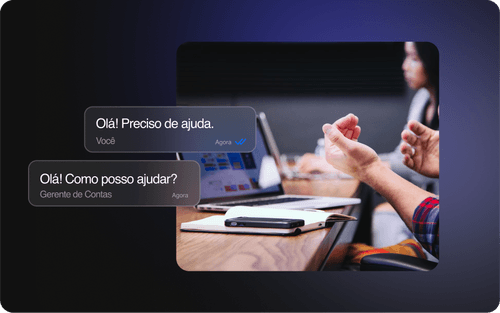 Olá! Preciso de ajuda.
Você
Agora
Olá! Como posso ajudar?
Gerente de Contas
Agora